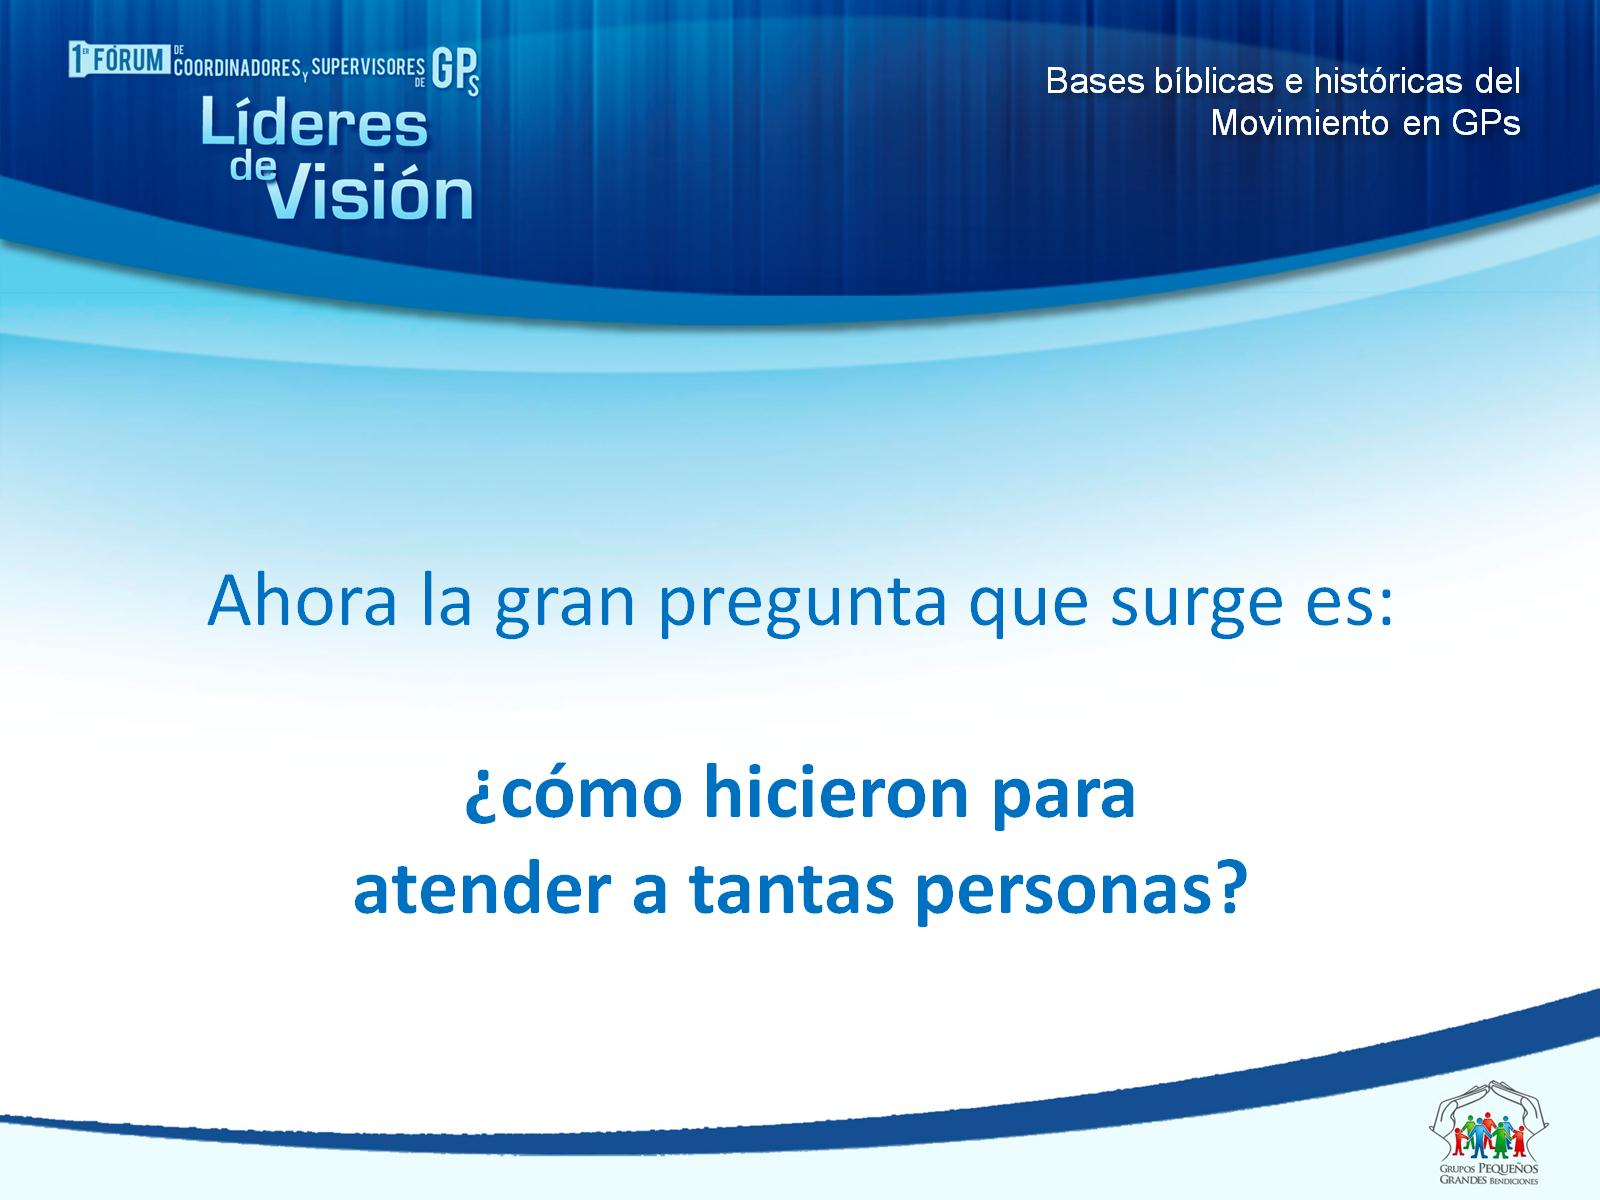 1ER FÓRUM DE COORDINADORES Y SUPERVISORES DE GPs
Líderes
de Visión
Bases bíblicas e históricas del
Movimiento en GPs
Ahora la gran pregunta que surge es:
¿cómo hicieron para
atender a tantas personas?
GRUPOS PEQUEÑOS
GRANDES BENDICIONES